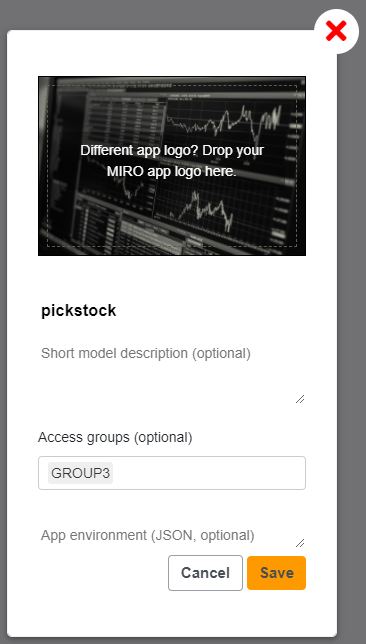 Different app logo? Drop your
MIRO app logo here.
pickstock
Short model description (optional)
Access groups (optional)
GROUP3
App environment (JSON, optional)
Cancel
Save